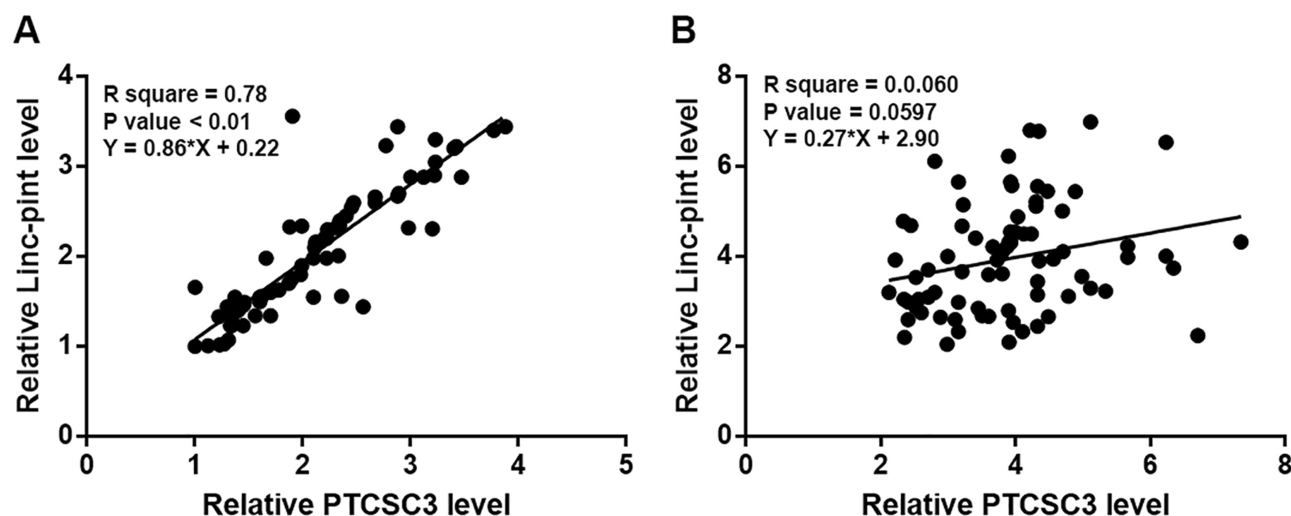 A
R square = 0.78
P value < 0.01
Y = 0.86*X + 0.22
Relative Linc-pint level
4
3
2
1
0
0 1 2 3 4 5
Relative PTCSC3 level
B
R square = 0.0.060
P value = 0.0597
Y = 0.27*X + 2.90
Relative Linc-pint level
8
6
4
2
0
0 2 4 6 8
Relative PTCSC3 level